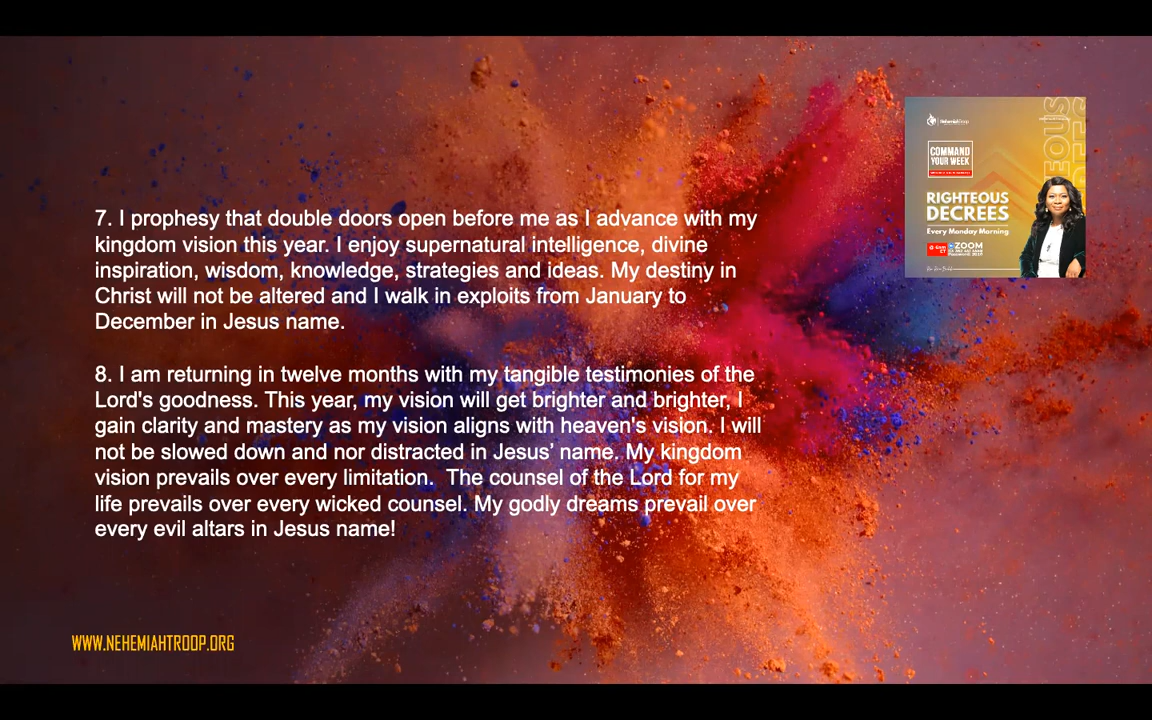 7. I prophesy that double doors open before me as I advance with my
kingdom vision this year. I enjoy supernatural intelligence, divine
inspiration, wisdom, knowledge, strategies and ideas. My destiny in
Christ will not be altered and I walk in exploits from January to
December in Jesus name.
8. I am returning in twelve months with my tangible testimonies of the
Lord's goodness. This year, my vision will get brighter and brighter, I
gain clarity and mastery as my vision aligns with heaven's vision. I will
not be slowed down and nor distracted in Jesus’ name. My kingdom
vision prevails over every limitation.  The counsel of the Lord for my
life prevails over every wicked counsel. My godly dreams prevail over
every evil altars in Jesus name!
NehemiahTroop
COMMAND
YOUR WEEK
RIGHTEOUS
DECREES
Every Monday Morning
ZOOM
WWW.NEHEMIAHTROOP.ORG